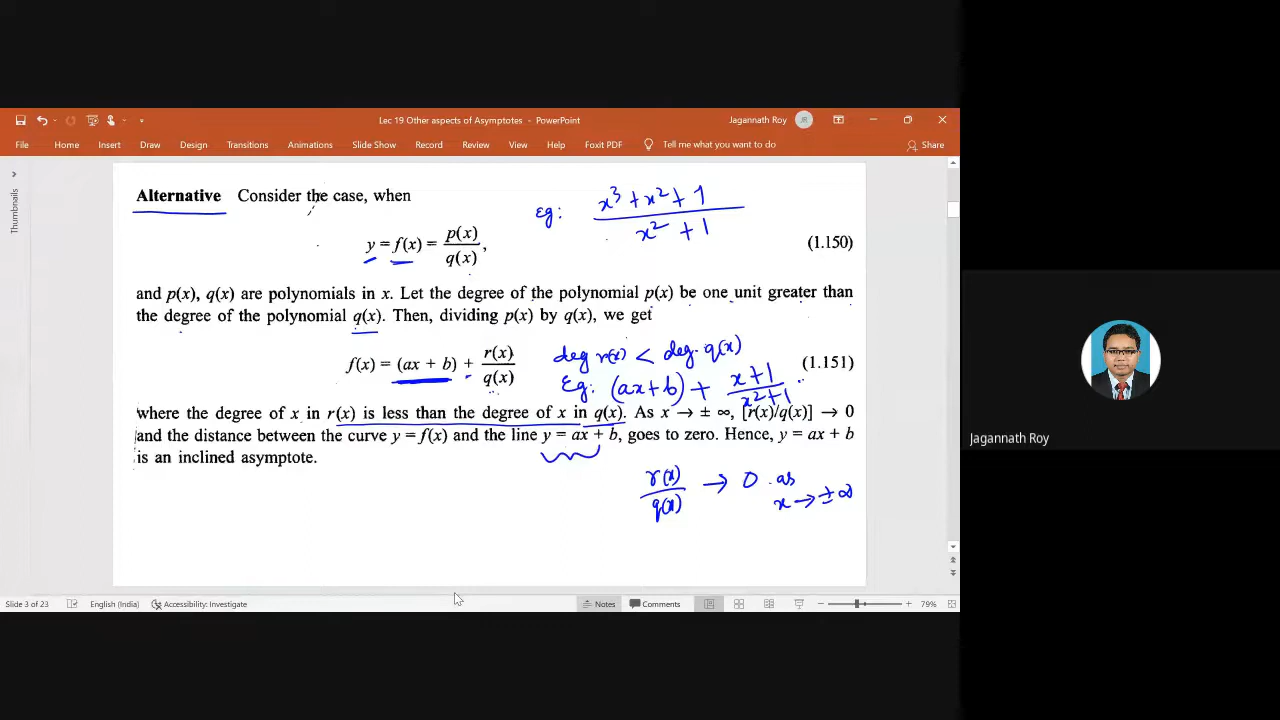 Lec 19 Other aspects of Asymptotes - PowerPoint
Jagannath Roy
JR
File Home Insert Draw Design Transitions Animations Slide Show Record Review View Help Foxit PDF Tell me what you want to do Share
Thumbnails
Alternative Consider the case, when
Eg: x³ + x² + 1
x² + 1
y = f(x) = p(x)/q(x), (1.150)
and p(x), q(x) are polynomials in x. Let the degree of the polynomial p(x) be one unit greater than
the degree of the polynomial q(x). Then, dividing p(x) by q(x), we get
deg r(x) < deg. q(x)
f(x) = (ax + b) + r(x)/q(x) (1.151)
Eg: (ax+b) + x+1/x²+1
where the degree of x in r(x) is less than the degree of x in q(x). As x → ± ∞, [r(x)/q(x)] → 0
and the distance between the curve y = f(x) and the line y = ax + b, goes to zero. Hence, y = ax + b
is an inclined asymptote.
r(x)/q(x) → 0 as
x → ± ∞
Jagannath Roy
Slide 3 of 23 English (India) Accessibility: Investigate Notes Comments 79%